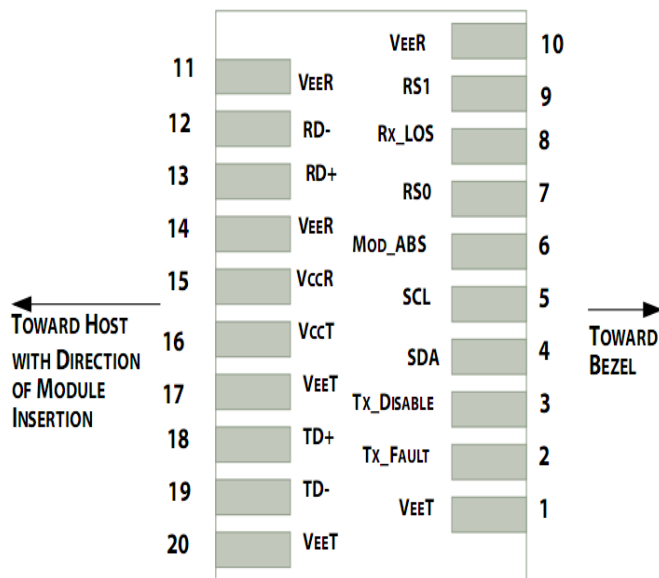 11 VEER
12 RD-
13 RD+
14 VEER
15 VCCR
16 VCCT
17 VEET
18 TD+
19 TD-
20 VEET
VEER 10
RS1 9
RX_LOS 8
RS0 7
MOD_ABS 6
SCL 5
SDA 4
TX_DISABLE 3
TX_FAULT 2
VEET 1
TOWARD HOST
WITH DIRECTION
OF MODULE
INSERTION
TOWARD
BEZEL